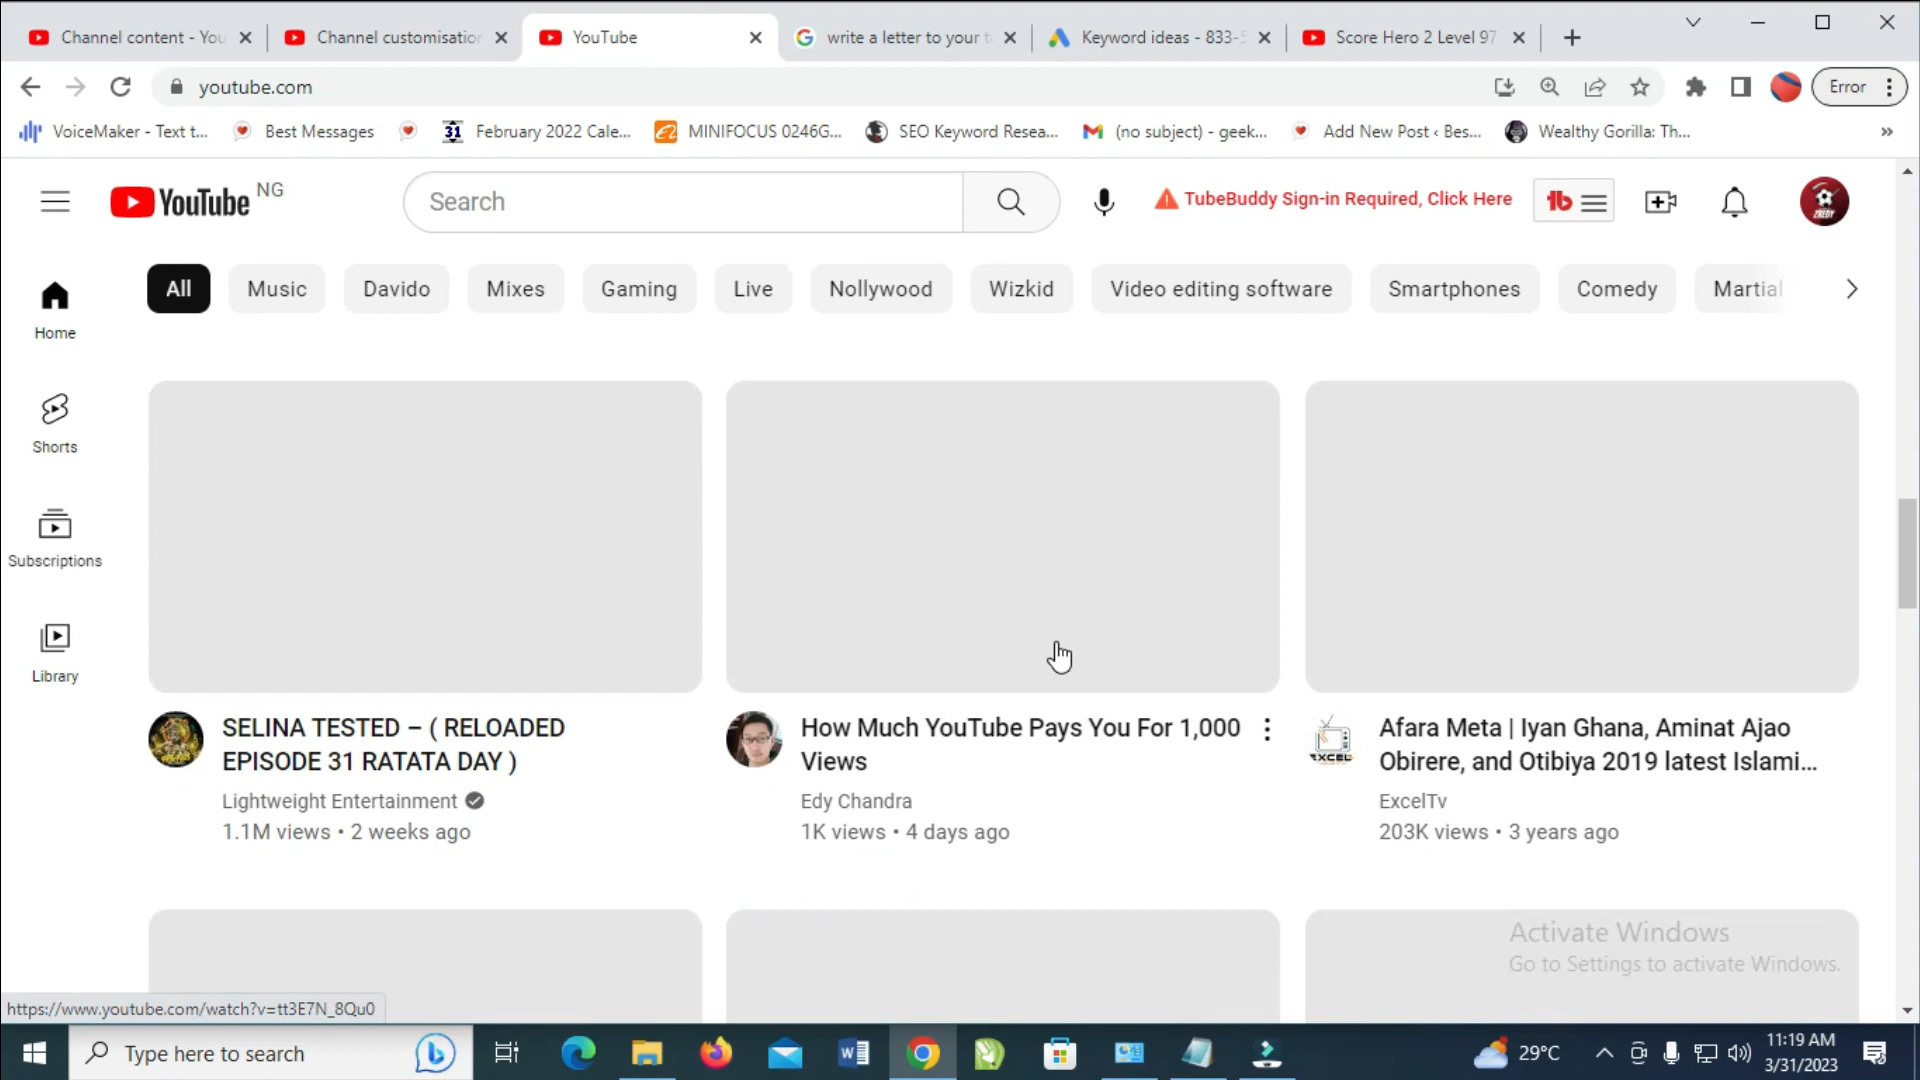 Channel content - You
Channel customisation
YouTube
write a letter to your t
Keyword ideas - 833-5
Score Hero 2 Level 97
youtube.com
Error
VoiceMaker - Text t...
Best Messages
31
February 2022 Cale...
MINIFOCUS 0246G...
SEO Keyword Resea...
(no subject) - geek...
Add New Post ‹ Bes...
Wealthy Gorilla: Th...
»
YouTube NG
Search
TubeBuddy Sign-in Required, Click Here
tb
All
Music
Davido
Mixes
Gaming
Live
Nollywood
Wizkid
Video editing software
Smartphones
Comedy
Martial
Home
Shorts
Subscriptions
Library
SELINA TESTED – ( RELOADED
EPISODE 31 RATATA DAY )
Lightweight Entertainment
1.1M views • 2 weeks ago
How Much YouTube Pays You For 1,000
Views
Edy Chandra
1K views • 4 days ago
EXCEL
Afara Meta | Iyan Ghana, Aminat Ajao
Obirere, and Otibiya 2019 latest Islami...
ExcelTv
203K views • 3 years ago
Activate Windows
Go to Settings to activate Windows.
https://www.youtube.com/watch?v=tt3E7N_8Qu0
Type here to search
29°C
11:19 AM
3/31/2023